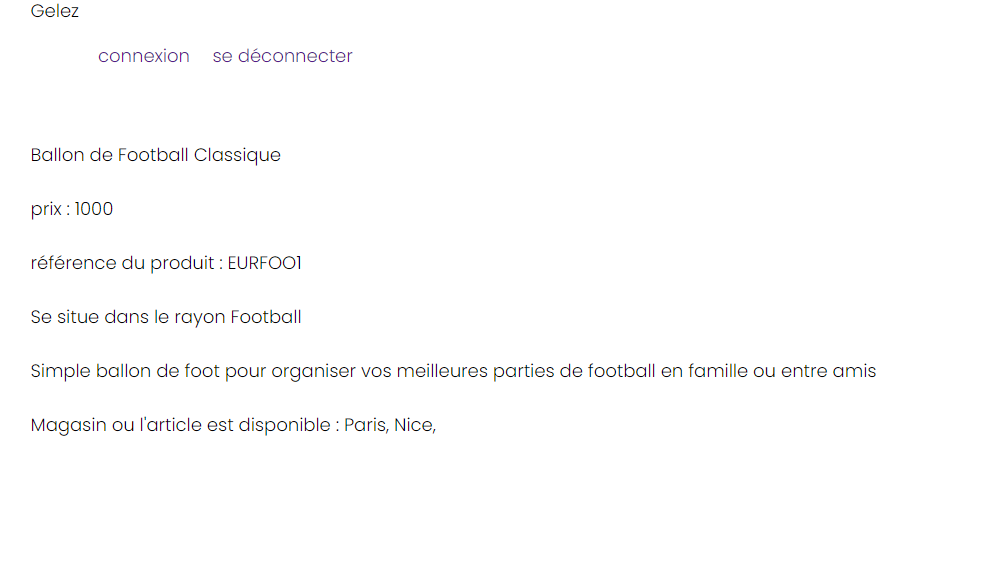 Gelez
connexion se déconnecter
Ballon de Football Classique
prix : 1000
référence du produit : EURFOO1
Se situe dans le rayon Football
Simple ballon de foot pour organiser vos meilleures parties de football en famille ou entre amis
Magasin ou l'article est disponible : Paris, Nice,